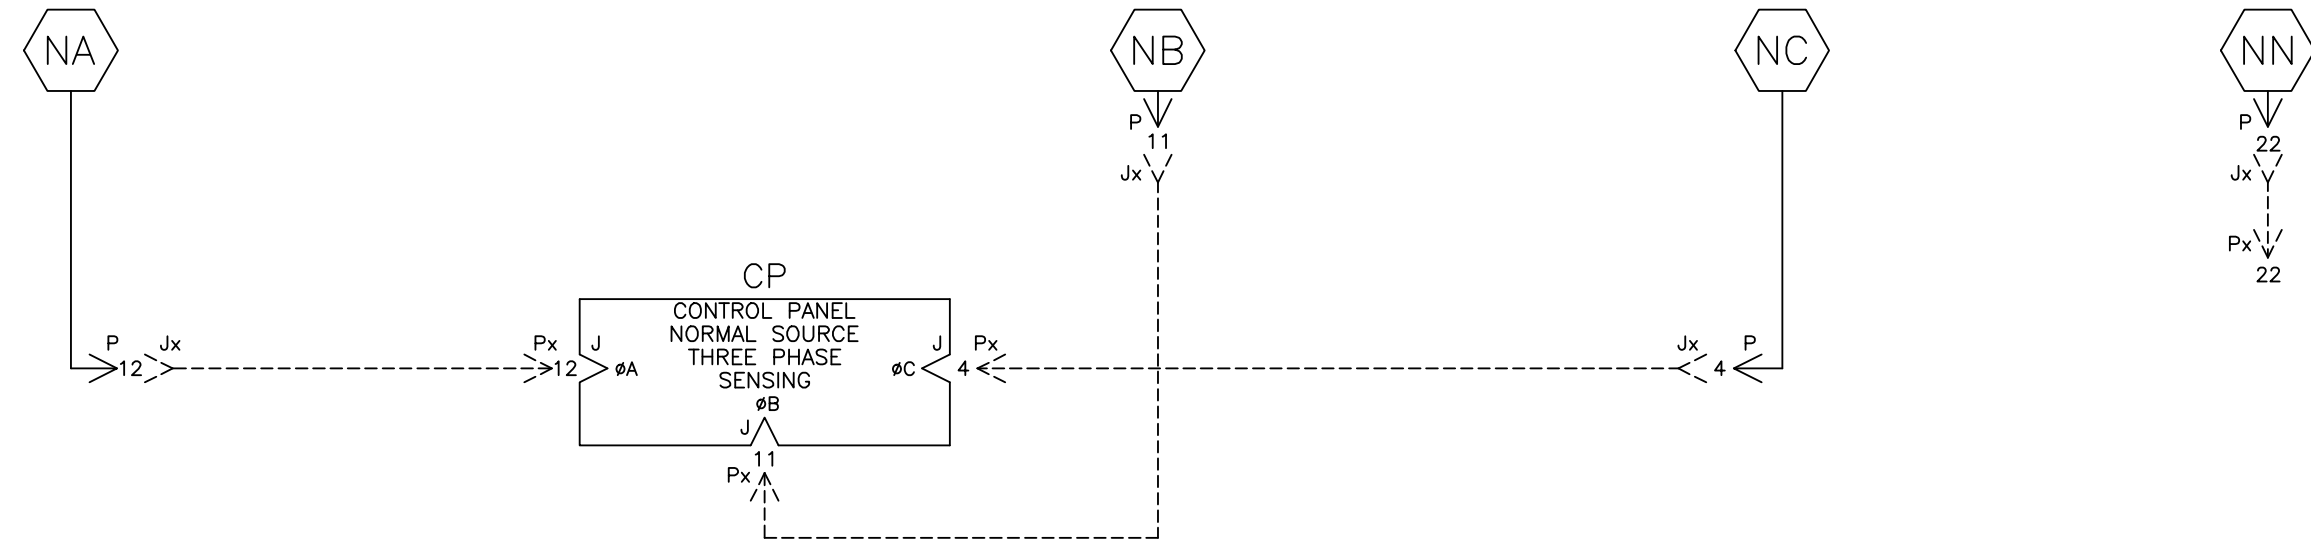 NA
NB
NC
NN
P
11
Jx
P
22
Jx
Px
22
CP
CONTROL PANEL
NORMAL SOURCE
THREE PHASE
SENSING
P
12
Jx
Px
12
J
øA
øC
J
4
Px
Jx
4
P
øB
J
11
Px